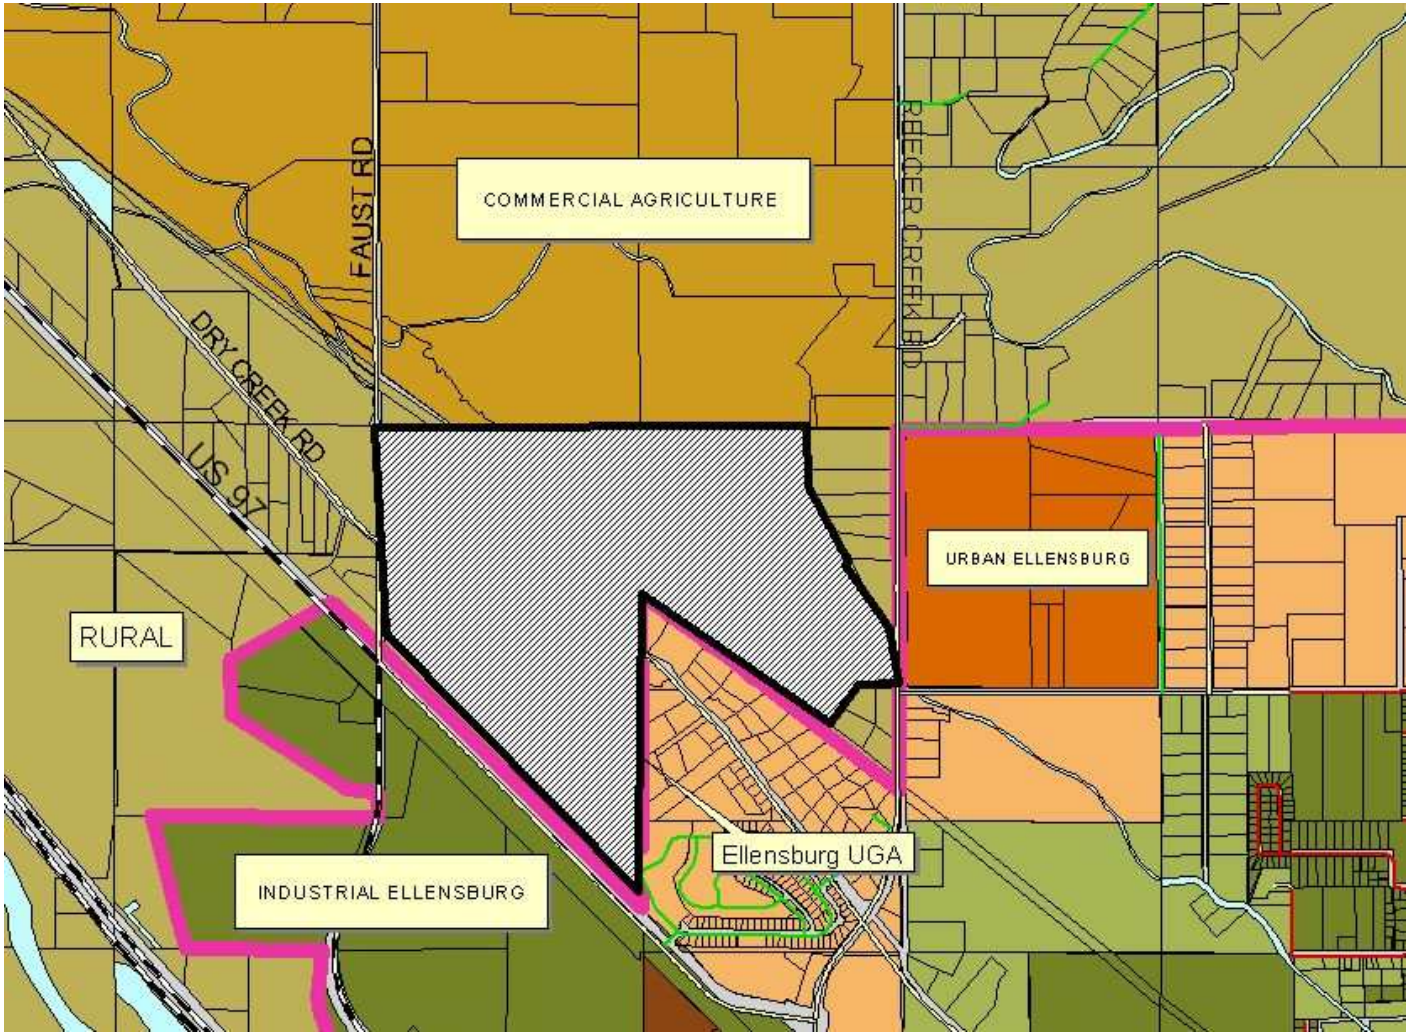 FAUST RD
COMMERCIAL AGRICULTURE
REECER CREEK RD
DRY CREEK RD
US 97
URBAN ELLENSBURG
RURAL
Ellensburg UGA
INDUSTRIAL ELLENSBURG